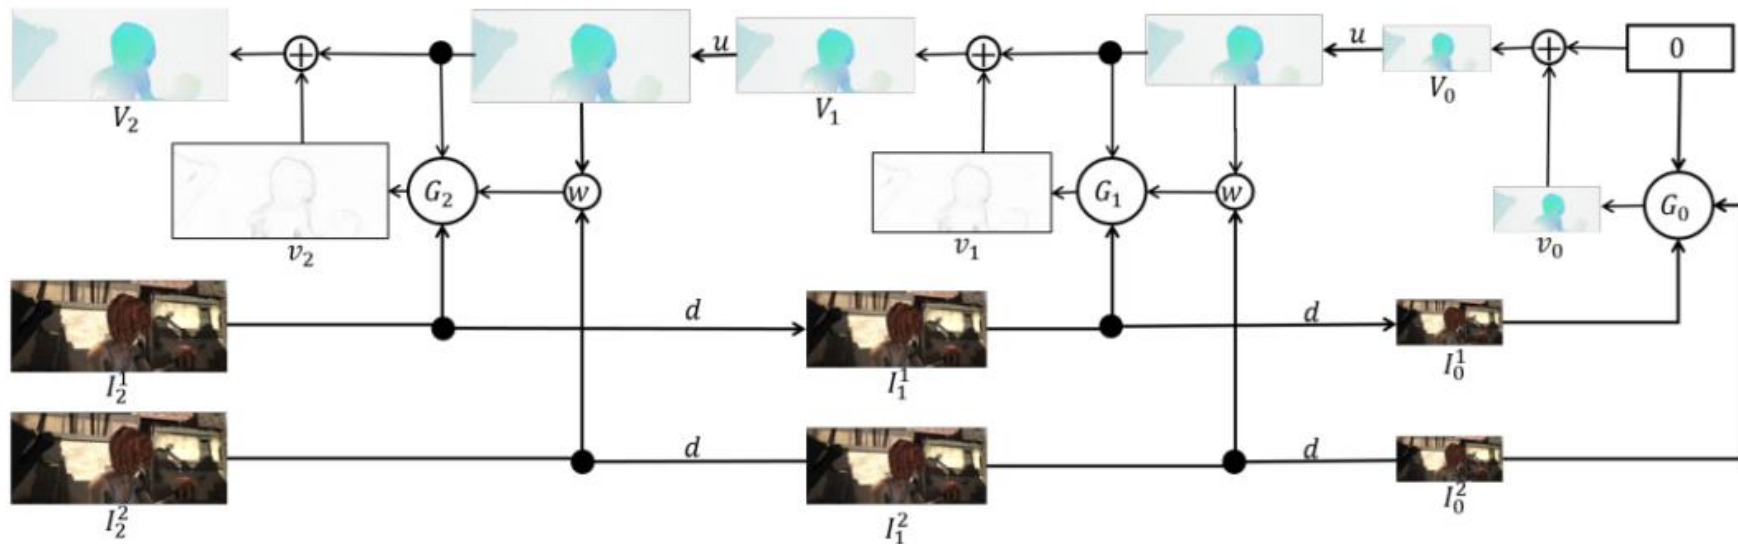 u u 0
V_2 V_1 V_0
G_2 w G_1 w G_0
v_2 v_1 v_0
d d
I_2^1 I_1^1 I_0^1
d d
I_2^2 I_1^2 I_0^2